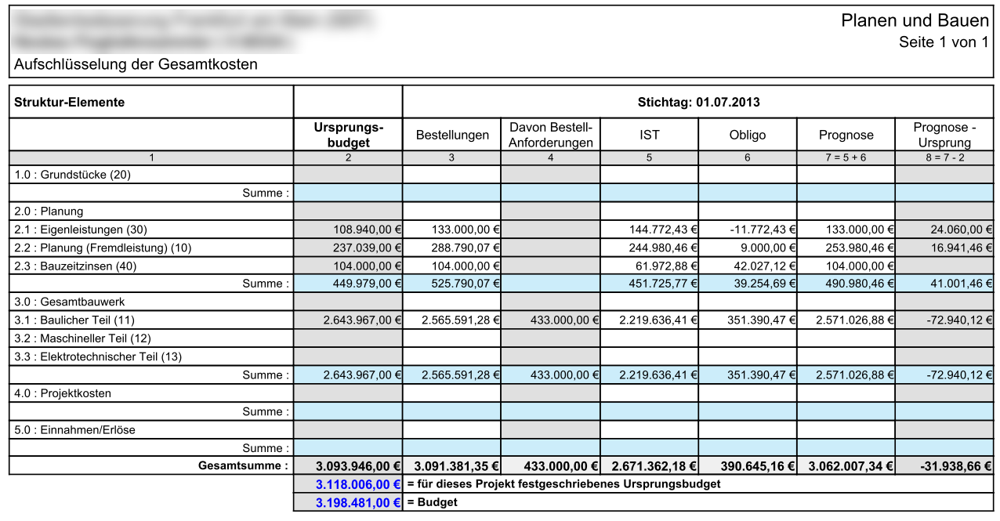 Planen und Bauen
Seite 1 von 1
Aufschlüsselung der Gesamtkosten
Struktur-Elemente Stichtag: 01.07.2013
Ursprungs-budget Bestellungen Davon Bestell-Anforderungen IST Obligo Prognose Prognose - Ursprung
1 2 3 4 5 6 7 = 5 + 6 8 = 7 - 2
1.0 : Grundstücke (20)
Summe :
2.0 : Planung
2.1 : Eigenleistungen (30) 108.940,00 € 133.000,00 € 144.772,43 € -11.772,43 € 133.000,00 € 24.060,00 €
2.2 : Planung (Fremdleistung) (10) 237.039,00 € 288.790,07 € 244.980,46 € 9.000,00 € 253.980,46 € 16.941,46 €
2.3 : Bauzeitzinsen (40) 104.000,00 € 104.000,00 € 61.972,88 € 42.027,12 € 104.000,00 €
Summe : 449.979,00 € 525.790,07 € 451.725,77 € 39.254,69 € 490.980,46 € 41.001,46 €
3.0 : Gesamtbauwerk
3.1 : Baulicher Teil (11) 2.643.967,00 € 2.565.591,28 € 433.000,00 € 2.219.636,41 € 351.390,47 € 2.571.026,88 € -72.940,12 €
3.2 : Maschineller Teil (12)
3.3 : Elektrotechnischer Teil (13)
Summe : 2.643.967,00 € 2.565.591,28 € 433.000,00 € 2.219.636,41 € 351.390,47 € 2.571.026,88 € -72.940,12 €
4.0 : Projektkosten
Summe :
5.0 : Einnahmen/Erlöse
Summe :
Gesamtsumme : 3.093.946,00 € 3.091.381,35 € 433.000,00 € 2.671.362,18 € 390.645,16 € 3.062.007,34 € -31.938,66 €
3.118.006,00 € = für dieses Projekt festgeschriebenes Ursprungsbudget
3.198.481,00 € = Budget